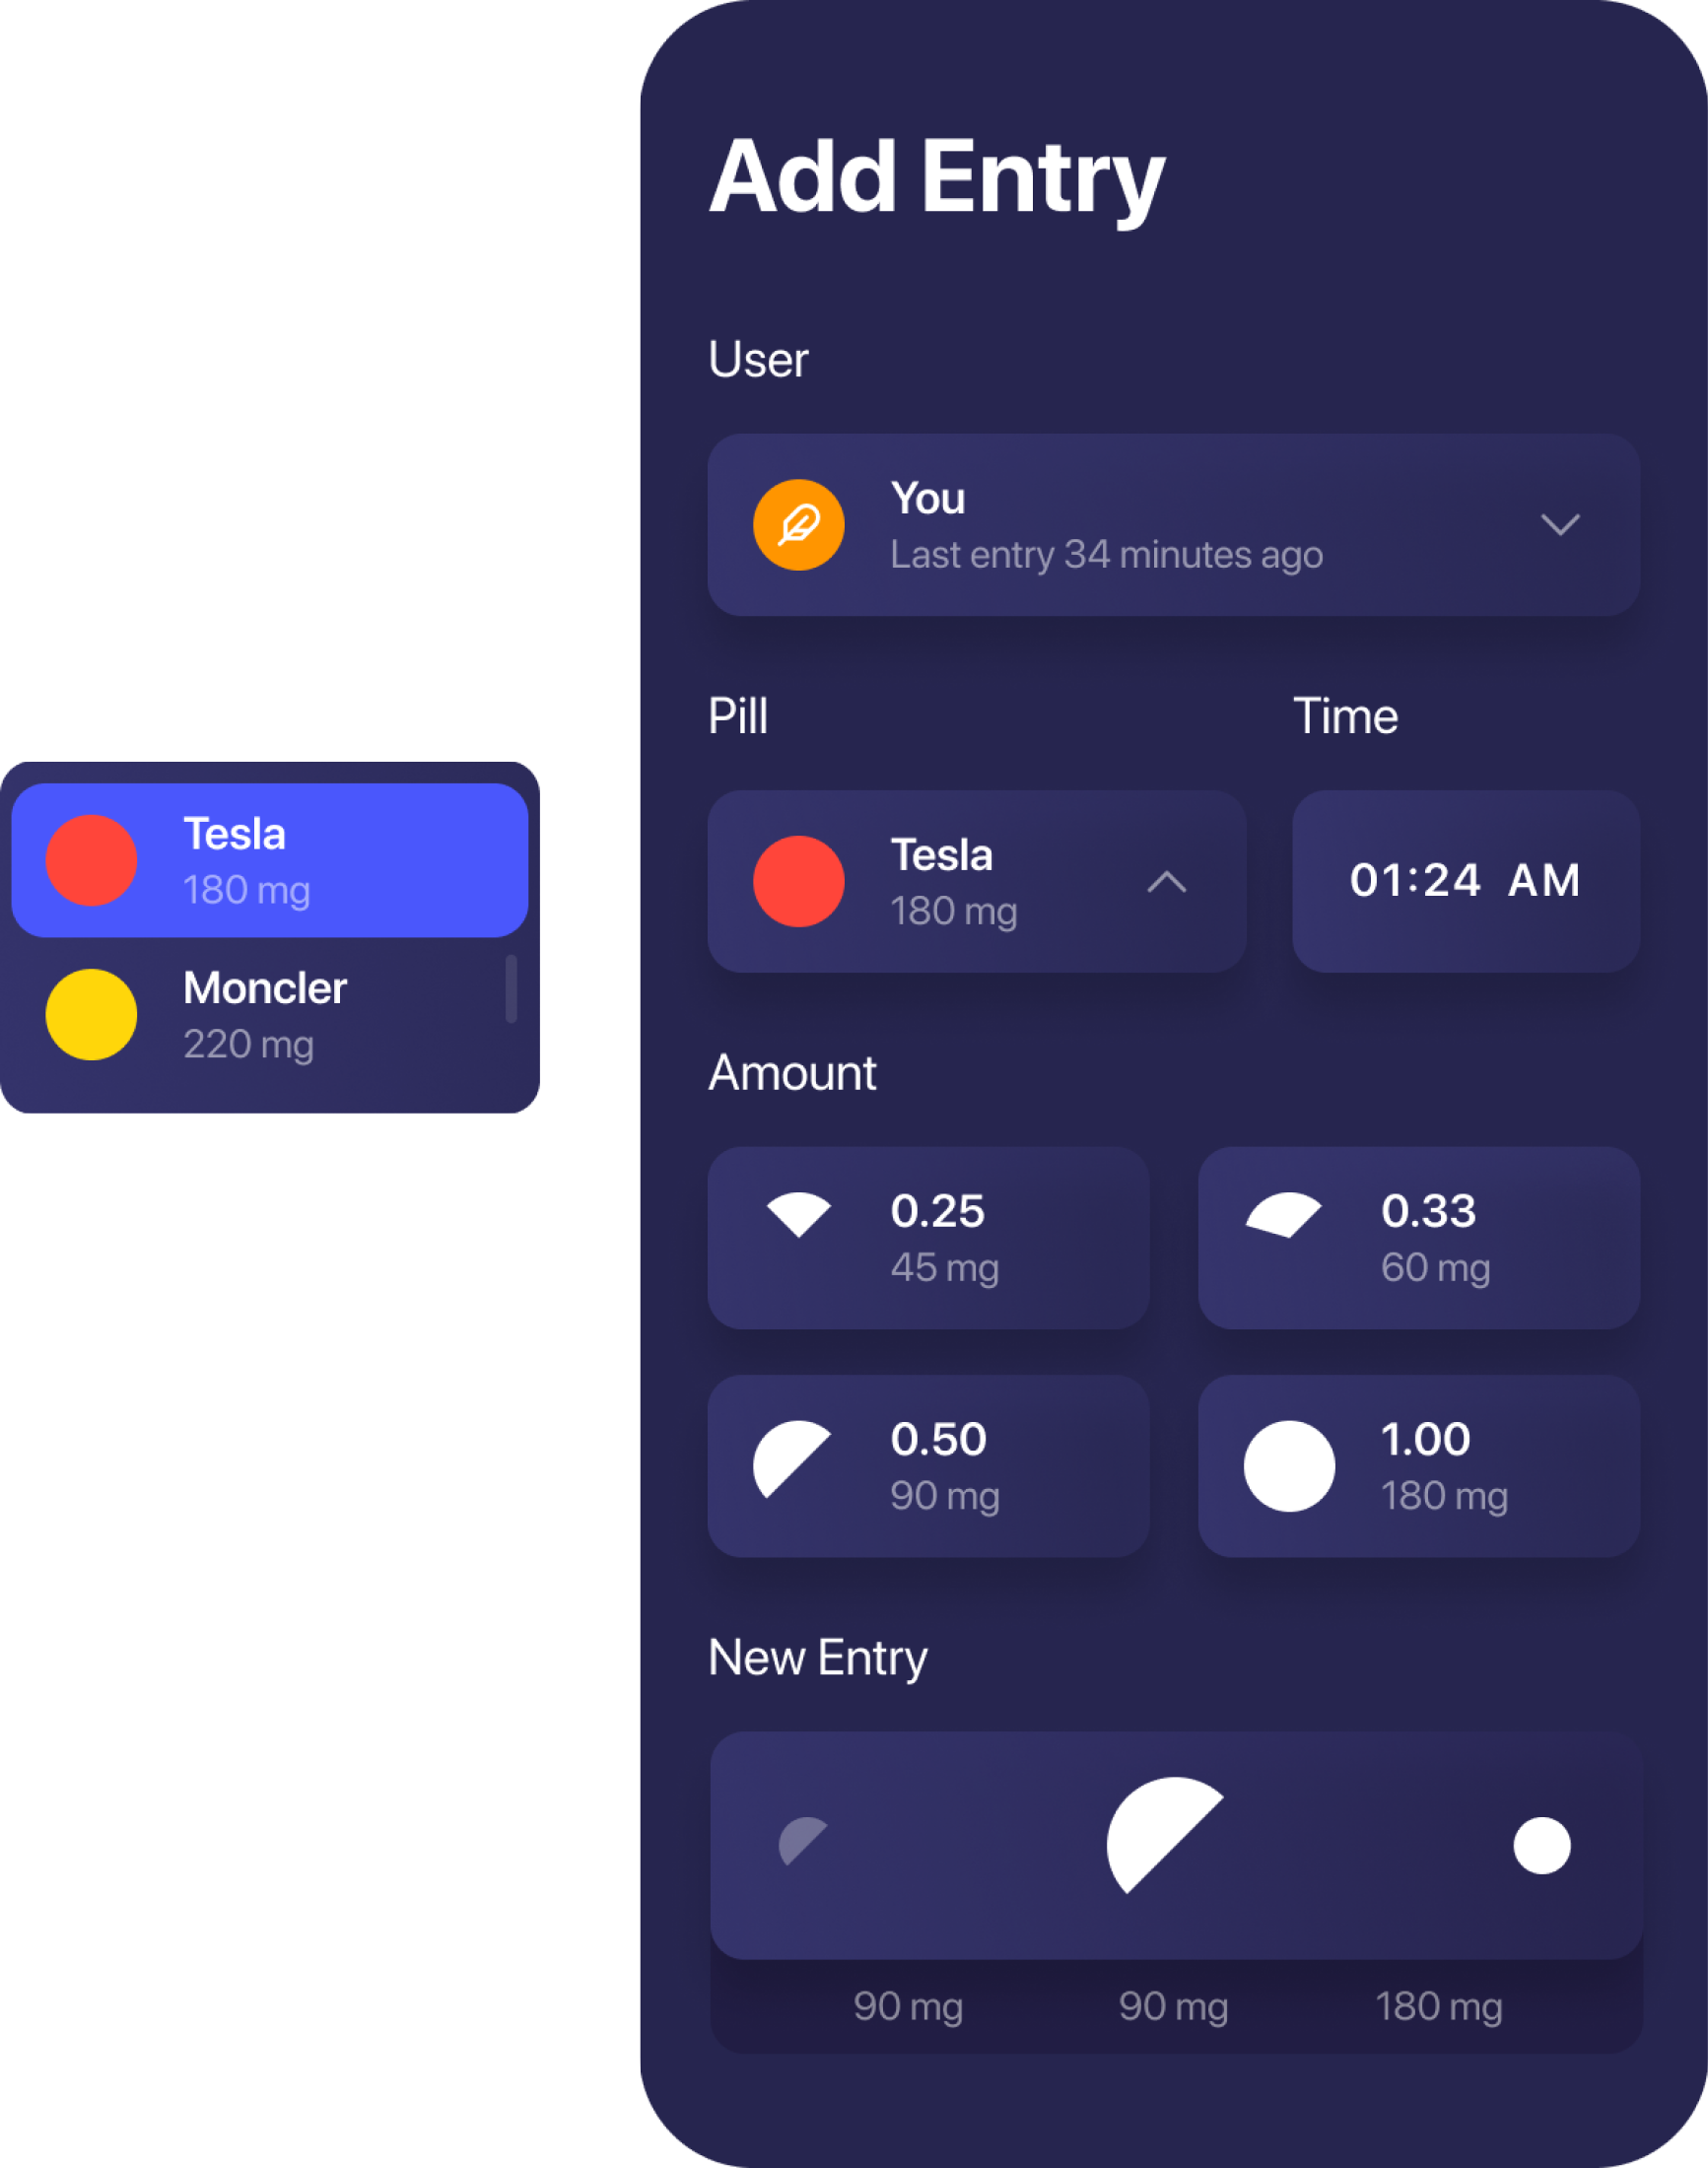 Add Entry
User
You
Last entry 34 minutes ago
Pill
Time
Tesla
180 mg
01:24 AM
Tesla
180 mg
Moncler
220 mg
Amount
0.25
45 mg
0.33
60 mg
0.50
90 mg
1.00
180 mg
New Entry
90 mg
90 mg
180 mg